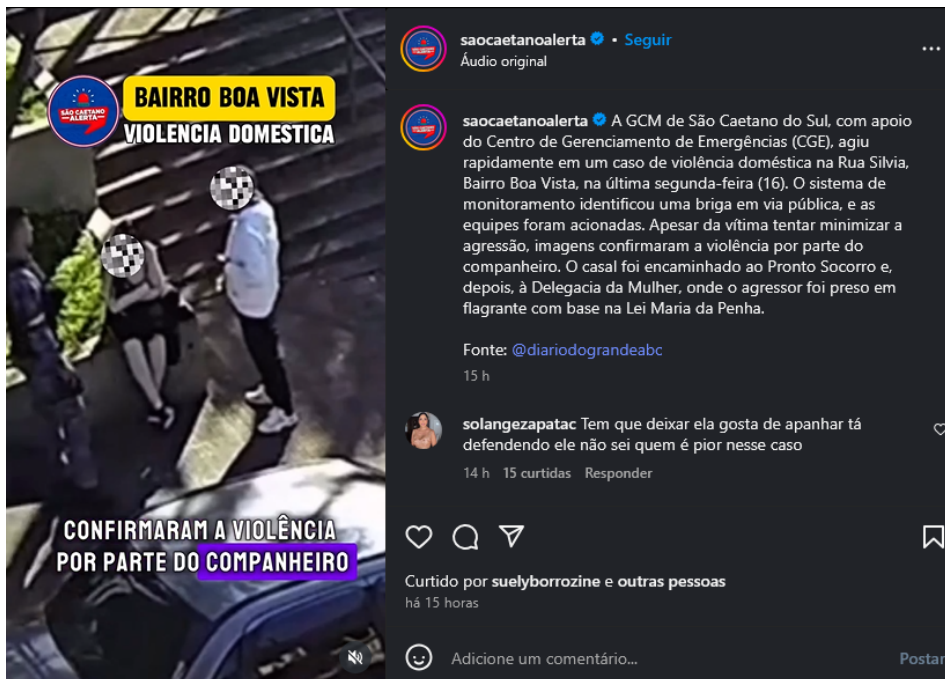 SÃO CAETANO
ALERTA
BAIRRO BOA VISTA
VIOLENCIA DOMESTICA
CONFIRMARAM A VIOLÊNCIA
POR PARTE DO COMPANHEIRO
saocaetanoalerta • Seguir
Áudio original
saocaetanoalerta A GCM de São Caetano do Sul, com apoio
do Centro de Gerenciamento de Emergências (CGE), agiu
rapidamente em um caso de violência doméstica na Rua Silvia,
Bairro Boa Vista, na última segunda-feira (16). O sistema de
monitoramento identificou uma briga em via pública, e as
equipes foram acionadas. Apesar da vítima tentar minimizar a
agressão, imagens confirmaram a violência por parte do
companheiro. O casal foi encaminhado ao Pronto Socorro e,
depois, à Delegacia da Mulher, onde o agressor foi preso em
flagrante com base na Lei Maria da Penha.
Fonte: @diariodograndeabc
15 h
solangezapatac Tem que deixar ela gosta de apanhar tá
defendendo ele não sei quem é pior nesse caso
14 h 15 curtidas Responder
Curtido por suelyborrozine e outras pessoas
há 15 horas
Adicione um comentário... Postar